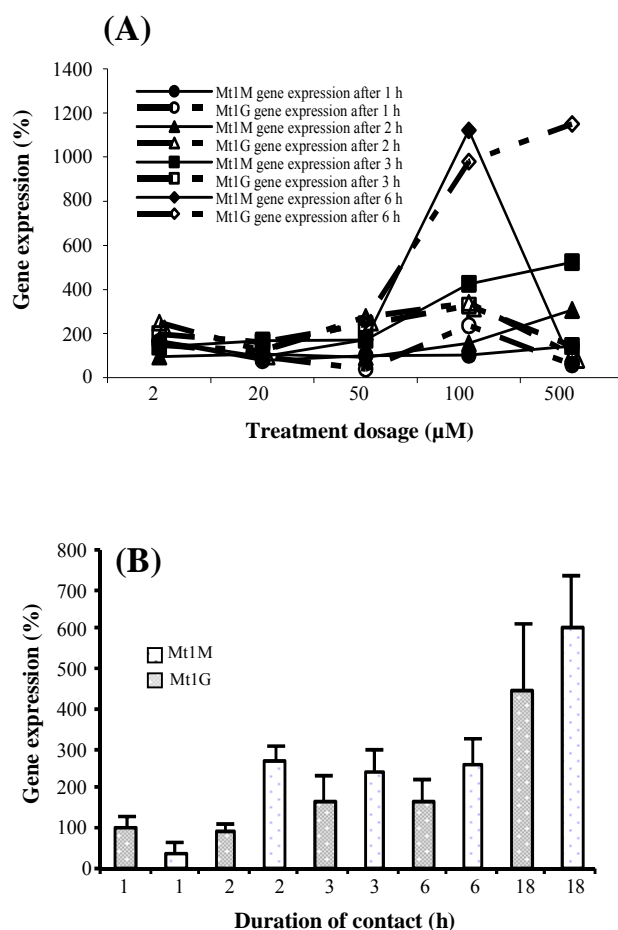 (A)
1400
1200
1000
800
600
400
200
0
Gene expression (%)
Mt1M gene expression after 1 h
Mt1G gene expression after 1 h
Mt1M gene expression after 2 h
Mt1G gene expression after 2 h
Mt1M gene expression after 3 h
Mt1G gene expression after 3 h
Mt1M gene expression after 6 h
Mt1G gene expression after 6 h
2 20 50 100 500
Treatment dosage (µM)
(B)
800
700
600
500
400
300
200
100
0
Gene expression (%)
Mt1M
Mt1G
1 1 2 2 3 3 6 6 18 18
Duration of contact (h)